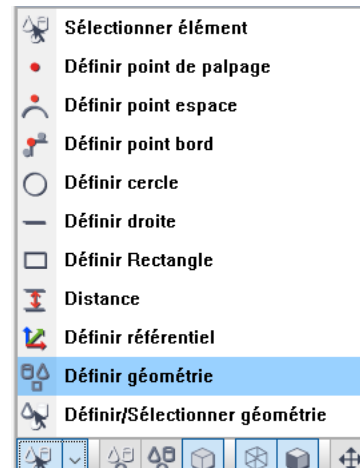 Sélectionner élément
Définir point de palpage
Définir point espace
Définir point bord
Définir cercle
Définir droite
Définir Rectangle
Distance
Définir référentiel
Définir géométrie
Définir/Sélectionner géométrie